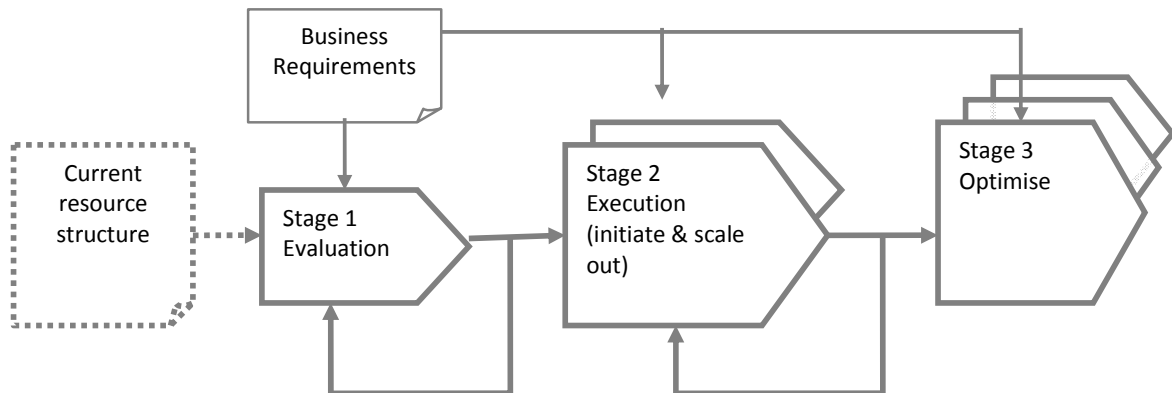 Business
Requirements
Current
resource
structure
Stage 1
Evaluation
Stage 2
Execution
(initiate & scale
out)
Stage 3
Optimise